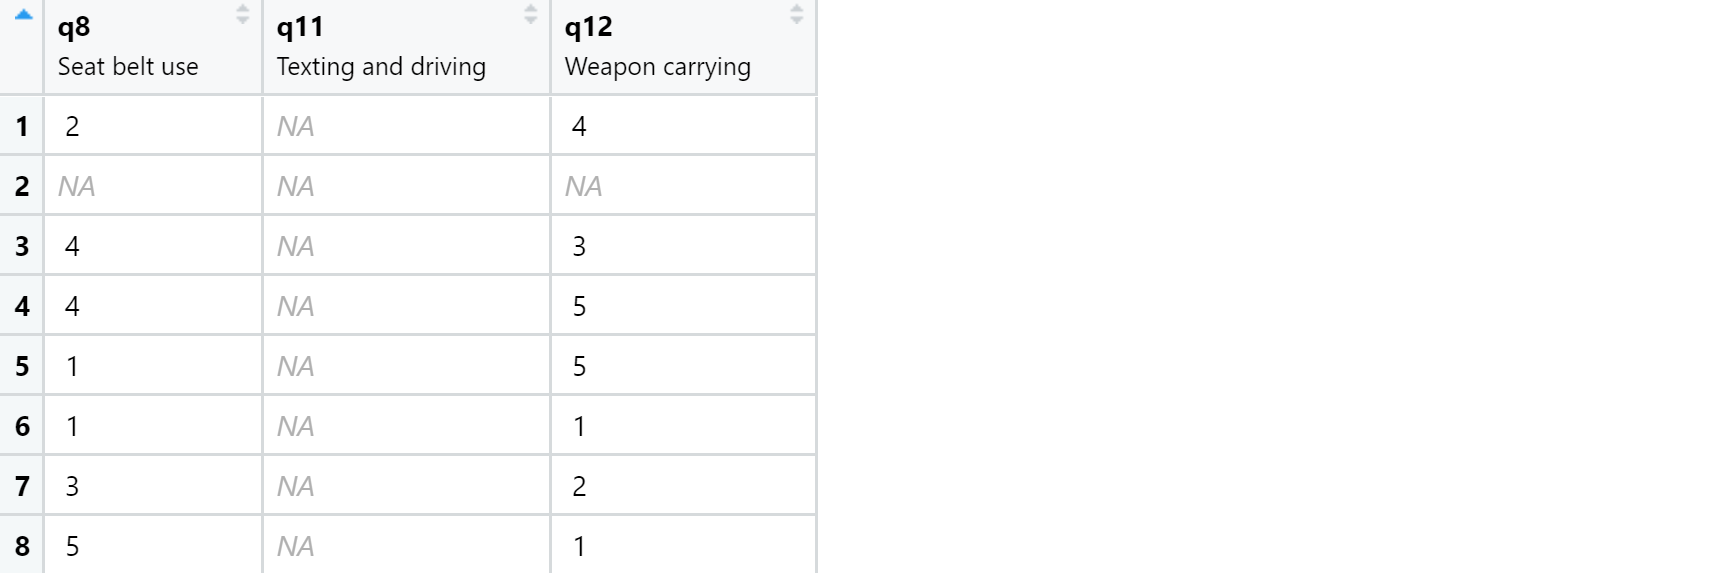 q8 q11 q12
Seat belt use Texting and driving Weapon carrying
1 2 NA 4
2 NA NA NA
3 4 NA 3
4 4 NA 5
5 1 NA 5
6 1 NA 1
7 3 NA 2
8 5 NA 1